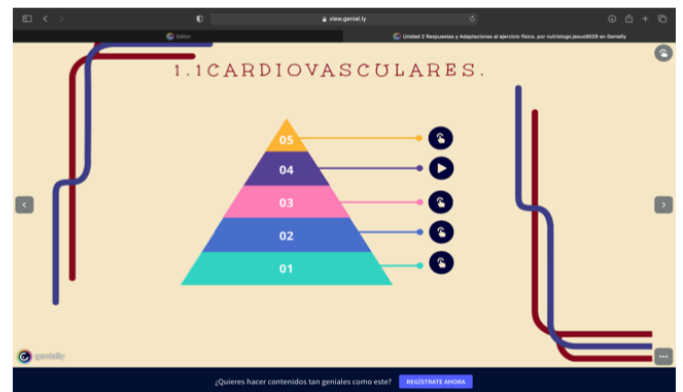 view.genial.ly
Editor
Unidad 2 Respuestas y Adaptaciones al ejercicio físico. por nutriologo.jesus9029 en Genially
1.1CARDIOVASCULARES.
05
04
03
02
01
genially
¿Quieres hacer contenidos tan geniales como este?
REGÍSTRATE AHORA